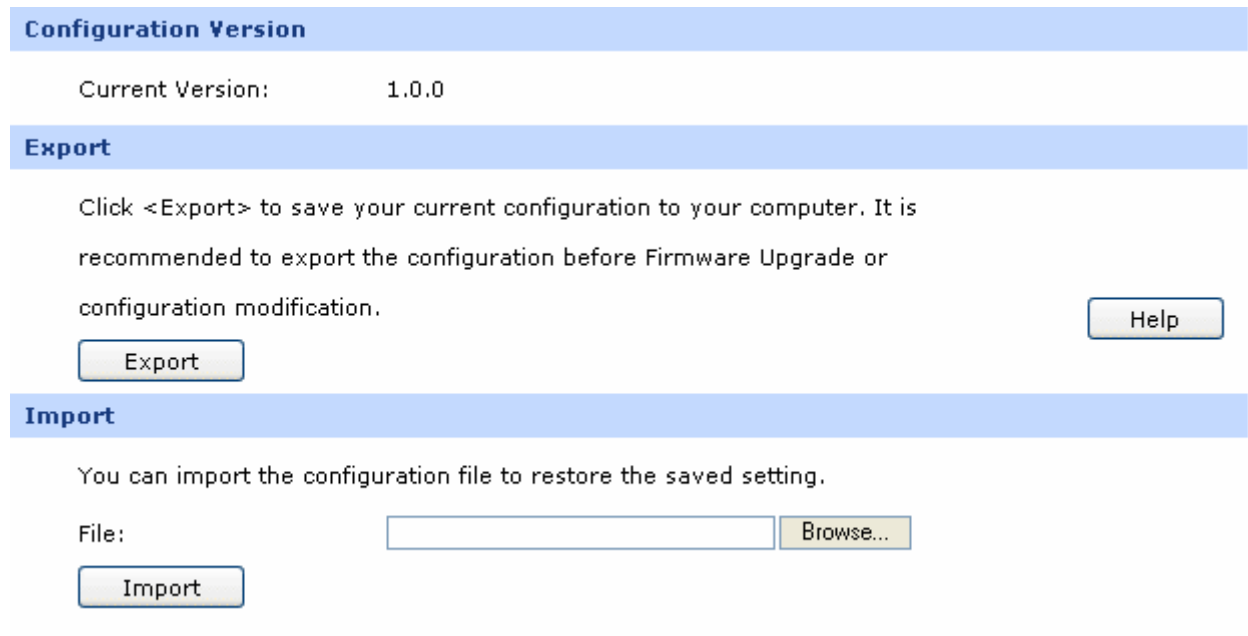 Configuration Version
Current Version: 1.0.0
Export
Click <Export> to save your current configuration to your computer. It is
recommended to export the configuration before Firmware Upgrade or
configuration modification.
Help
Export
Import
You can import the configuration file to restore the saved setting.
File: Browse...
Import